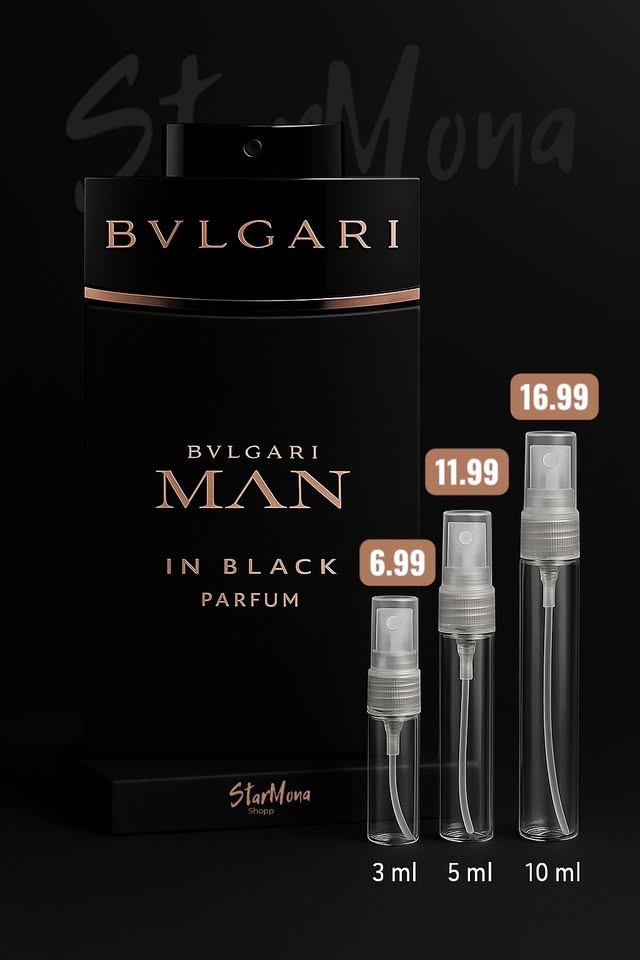 StarMona
BVLGARI
BVLGARI
MAN
IN BLACK
PARFUM
16.99
11.99
6.99
StarMona
Shopp
3 ml
5 ml
10 ml